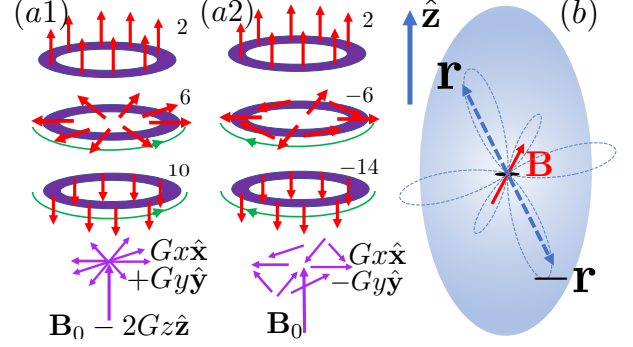 (a1)
2
6
10
Gx𝐱̂
+Gy𝐲̂
𝐁₀ − 2Gz𝐳̂
(a2)
2
−6
−14
Gx𝐱̂
−Gy𝐲̂
𝐁₀
(b)
𝐳̂
𝐫
𝐁
𝐫